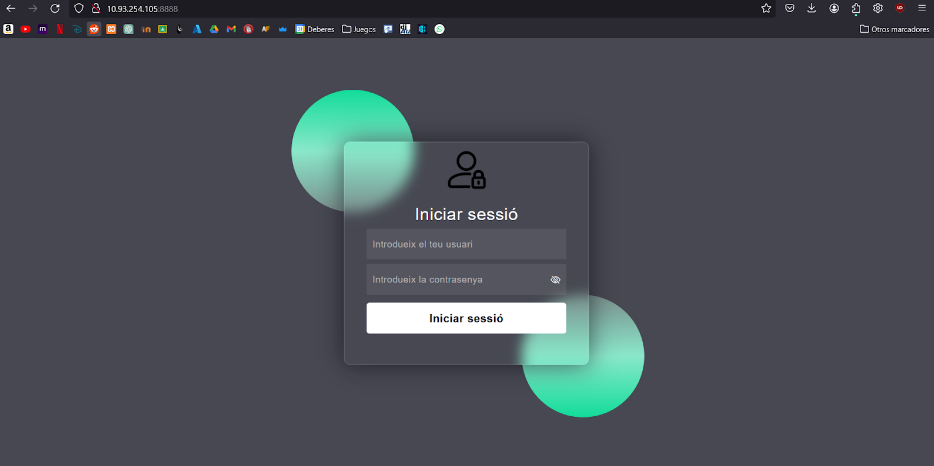 10.93.254.105:8888
Deberes
Juegos
Otros marcadores
Iniciar sessió
Introdueix el teu usuari
Introdueix la contrasenya
Iniciar sessió